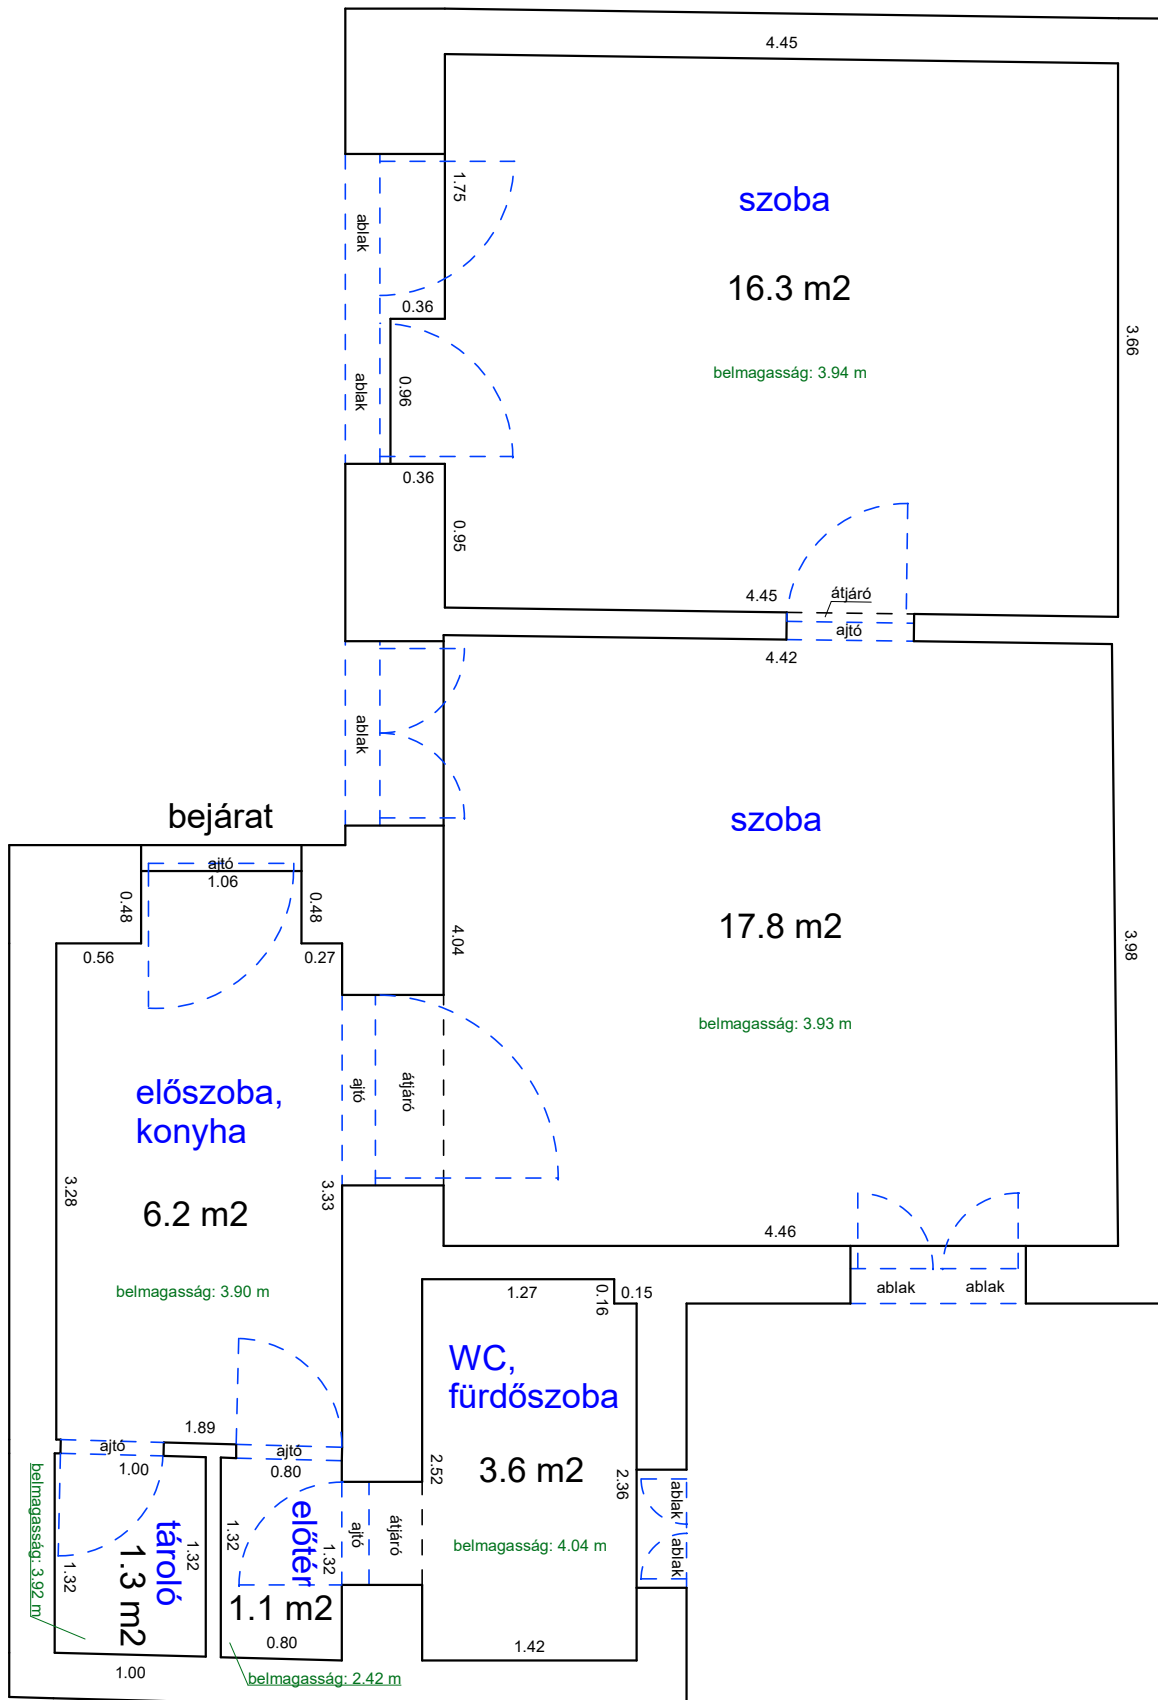 4.45
1.75
ablak
szoba
16.3 m2
0.36
3.66
belmagasság: 3.94 m
ablak
0.96
0.36
0.95
4.45
átjáró
ajtó
4.42
ablak
bejárat
szoba
ajtó
1.06
0.48
0.48
4.04
17.8 m2
3.98
0.56
0.27
belmagasság: 3.93 m
előszoba,
konyha
ajtó
átjáró
3.28
3.33
6.2 m2
4.46
belmagasság: 3.90 m
1.27
0.16
0.15
ablak
ablak
WC,
fürdőszoba
1.89
ajtó
ajtó
1.00
0.80
2.52
3.6 m2
2.36
ablak
ablak
belmagasság: 3.92 m
1.32
tároló
1.3 m2
1.32
1.32
előtér
1.32
ajtó
átjáró
belmagasság: 4.04 m
1.1 m2
0.80
1.42
1.00
belmagasság: 2.42 m